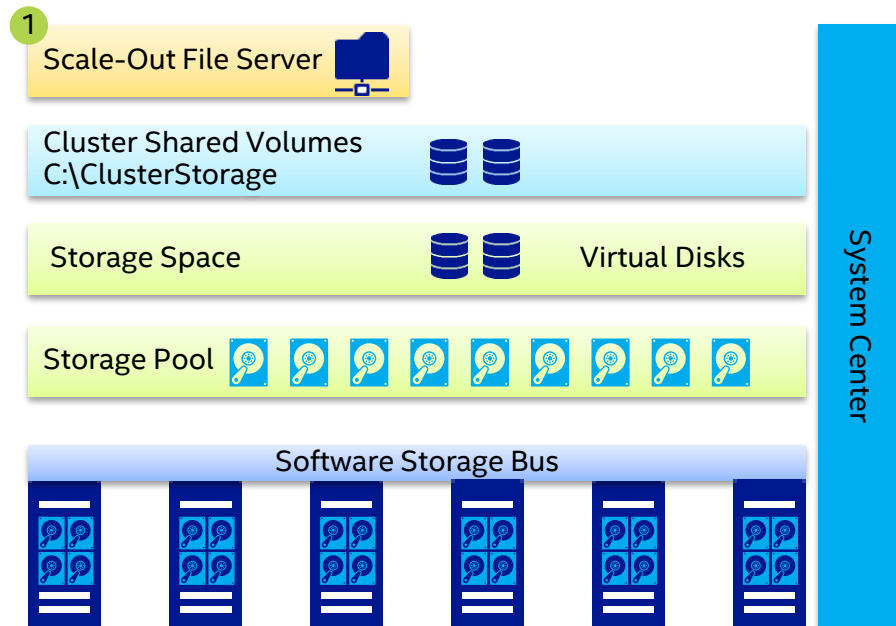 1
Scale-Out File Server
Cluster Shared Volumes
C:\ClusterStorage
Storage Space
Virtual Disks
Storage Pool
Software Storage Bus
System Center